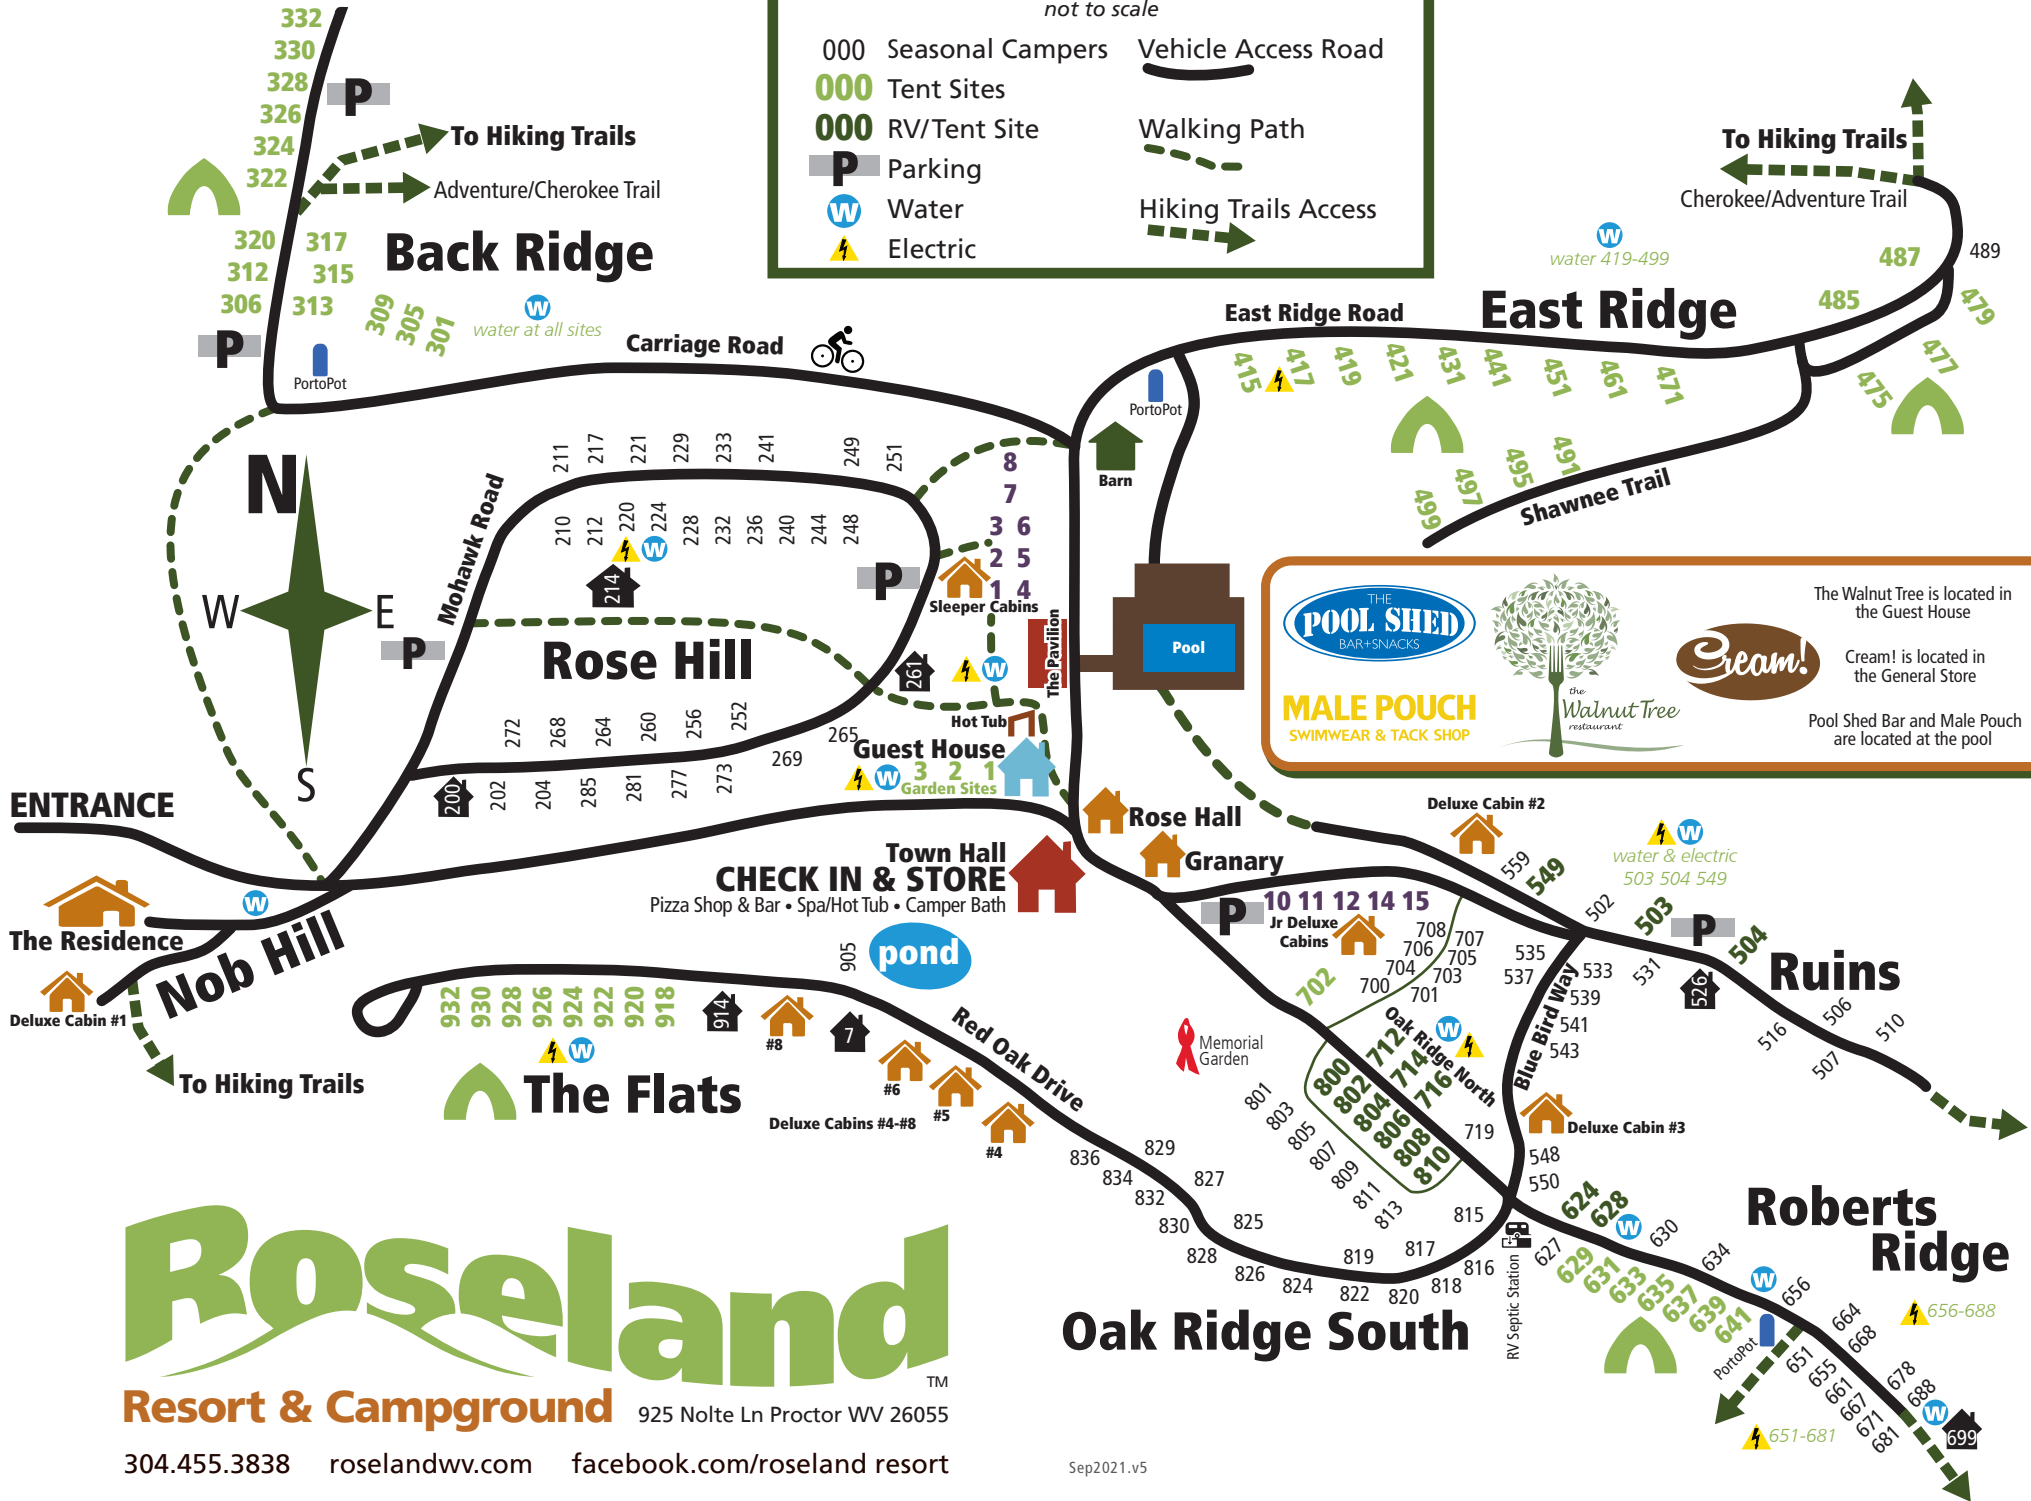 not to scale
000 Seasonal Campers
000 Tent Sites
000 RV/Tent Site
P Parking
W Water
Electric
Vehicle Access Road
Walking Path
Hiking Trails Access
332
330
328
326
324
322
P
To Hiking Trails
Adventure/Cherokee Trail
320 317
312 315
306 313
309 305 301
Back Ridge
W
water at all sites
P
PortoPot
Carriage Road
To Hiking Trails
Cherokee/Adventure Trail
W
water 419-499
487 489
485 479
477
475
East Ridge Road
East Ridge
415 417 419 421 431 441 451 461 471
PortoPot
Barn
499 497 495 491
Shawnee Trail
N
W E
S
Mohawk Road
P
211 217 221 229 233 241 249 251
210 212 220 224 228 232 236 240 244 248
W
214
P
Rose Hill
8
7
3 6
2 5
1 4
Sleeper Cabins
261
W
The Pavilion
Pool
272 268 264 260 256 252
265
269
200 202 204 285 281 277 273
Hot Tub
Guest House
W 3 2 1
Garden Sites
THE
POOL SHED
BAR+SNACKS
MALE POUCH
SWIMWEAR & TACK SHOP
the
Walnut Tree
restaurant
Cream!
The Walnut Tree is located in
the Guest House
Cream! is located in
the General Store
Pool Shed Bar and Male Pouch
are located at the pool
ENTRANCE
The Residence
W
Deluxe Cabin #1
Nob Hill
To Hiking Trails
Rose Hall
Granary
Town Hall
CHECK IN & STORE
Pizza Shop & Bar • Spa/Hot Tub • Camper Bath
905
pond
Deluxe Cabin #2
559 549
W
water & electric
503 504 549
502 503 P 504
Ruins
531 526
516 506 507 510
P
10 11 12 14 15
Jr Deluxe
Cabins
708 707
706 705
704 703
700 701
702
535
537
533
539
541
543
Blue Bird Way
Oak Ridge North
W
712
714
716
800
802
804
806
808
810
719
Memorial
Garden
801
803
805
807
809
811
813
815
Deluxe Cabin #3
548
550
932 930 928 926 924 922 920 918
W
914
#8
7
#6
#5
#4
The Flats
Deluxe Cabins #4-#8
Red Oak Drive
836 829
834 827
832
830 825
828
826
824 819
822 817
820
818
816
RV Septic Station
Oak Ridge South
624
628
W
630
634
627
629
631
633
635
637
639
641
PortoPot
W
656
664
668
678
688
651
655
661
667
671
681
W
699
Roberts
Ridge
656-688
651-681
Roseland
TM
Resort & Campground
925 Nolte Ln Proctor WV 26055
304.455.3838 roselandwv.com facebook.com/roseland resort
Sep2021.v5